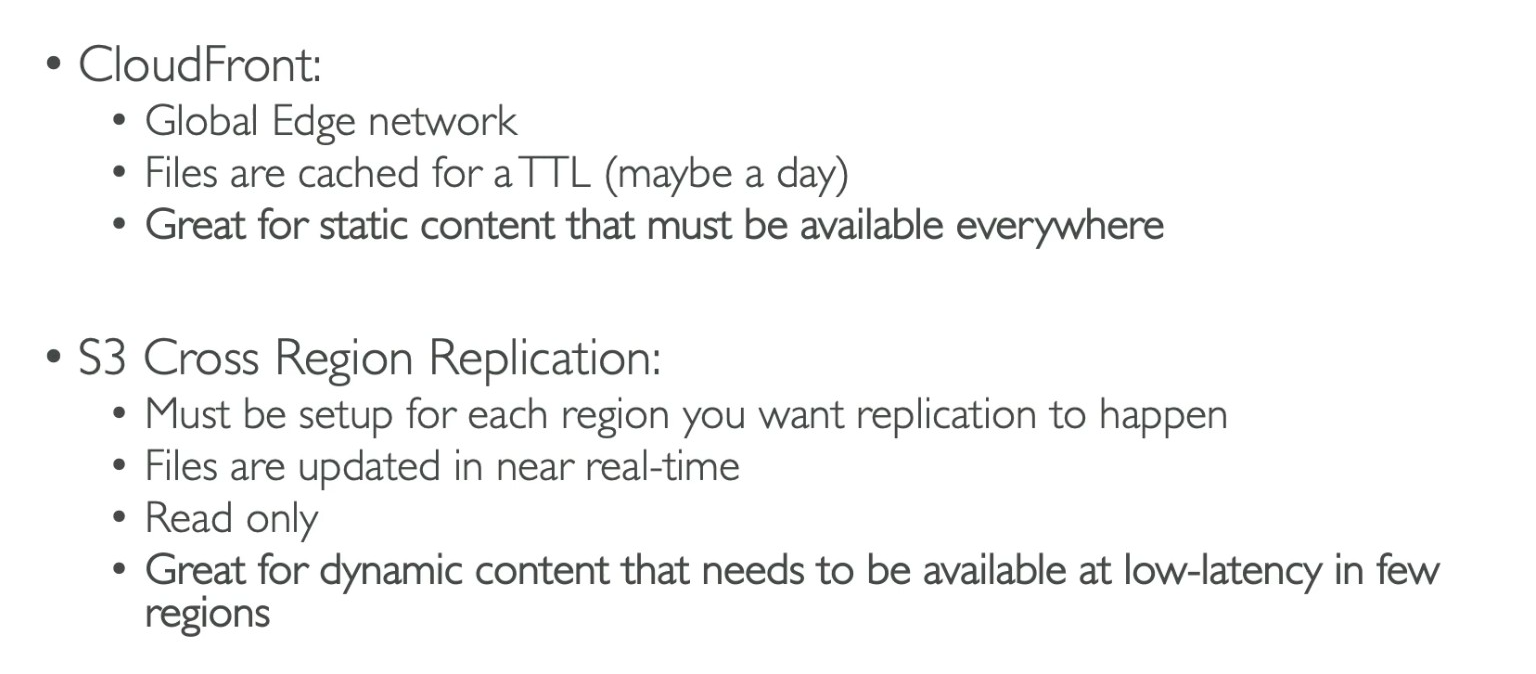 • CloudFront:
• Global Edge network
• Files are cached for a TTL (maybe a day)
• Great for static content that must be available everywhere
• S3 Cross Region Replication:
• Must be setup for each region you want replication to happen
• Files are updated in near real-time
• Read only
• Great for dynamic content that needs to be available at low-latency in few
regions